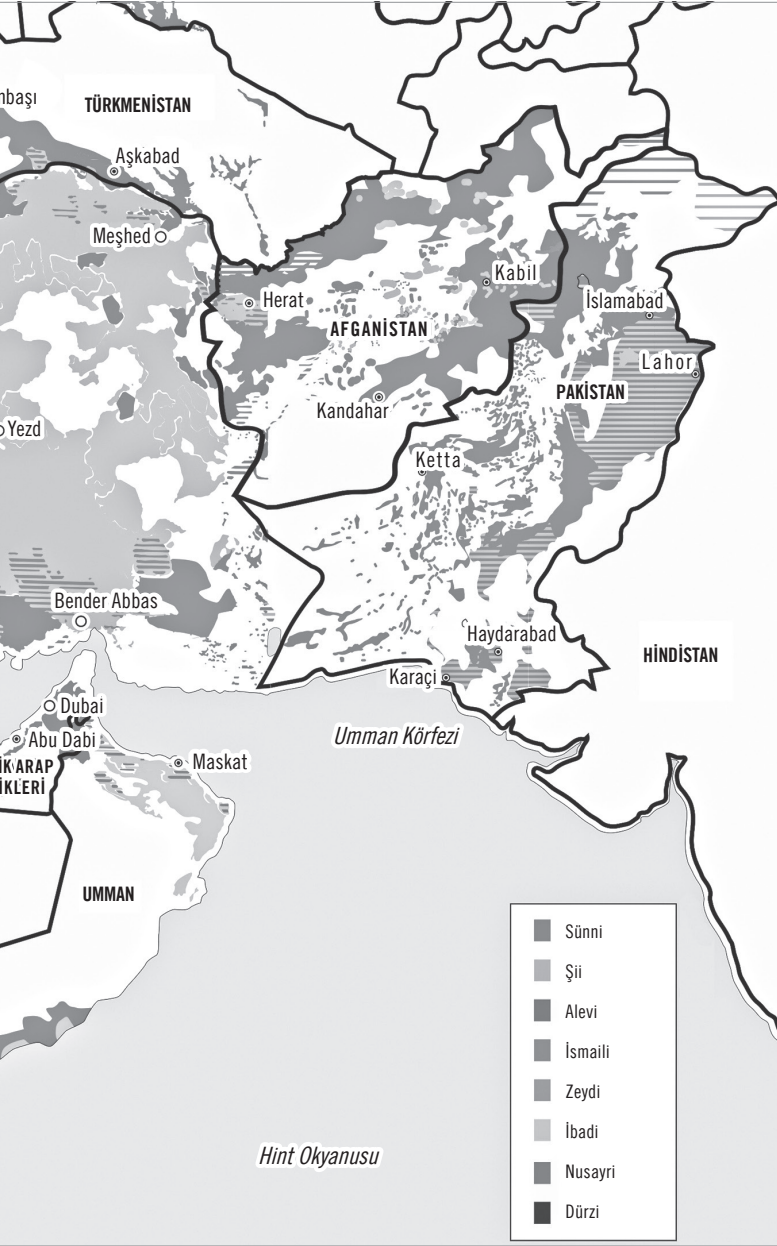 nbaşı
TÜRKMENİSTAN
Aşkabad
Meşhed
Herat
Kabil
İslamabad
AFGANİSTAN
Lahor
PAKİSTAN
Kandahar
Yezd
Ketta
Bender Abbas
Haydarabad
HİNDİSTAN
Karaçi
Dubai
Umman Körfezi
Abu Dabi
Maskat
İK ARAP
İKLERİ
UMMAN
Sünni
Şii
Alevi
İsmaili
Zeydi
İbadi
Nusayri
Dürzi
Hint Okyanusu